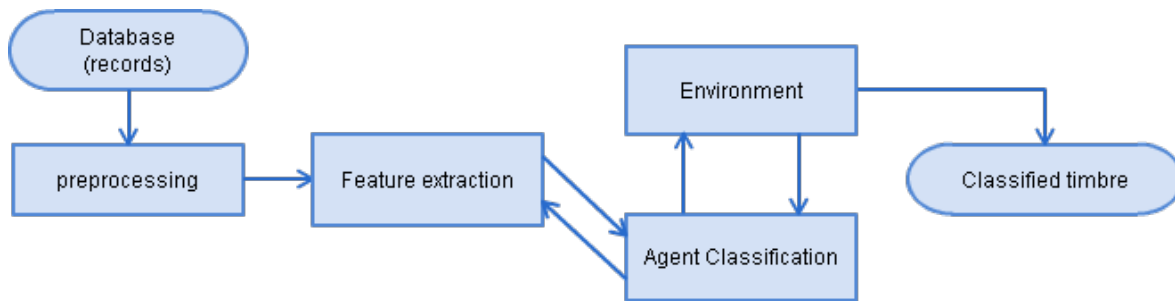 Database
(records)
preprocessing
Feature extraction
Environment
Agent Classification
Classified timbre